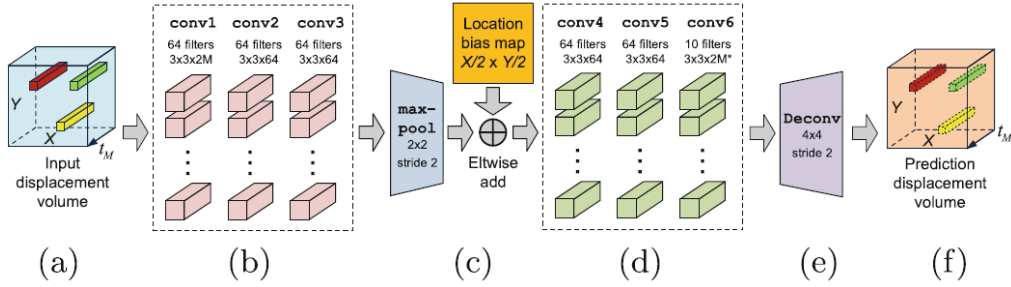 Y
X
t_M
Input
displacement
volume
(a)
conv1 conv2 conv3
64 filters 64 filters 64 filters
3x3x2M 3x3x64 3x3x64
(b)
max-
pool
2x2
stride 2
(c)
Location
bias map
X/2 x Y/2
Eltwise
add
conv4 conv5 conv6
64 filters 64 filters 10 filters
3x3x64 3x3x64 3x3x2M*
(d)
Deconv
4x4
stride 2
(e)
Y
X
t_M
Prediction
displacement
volume
(f)